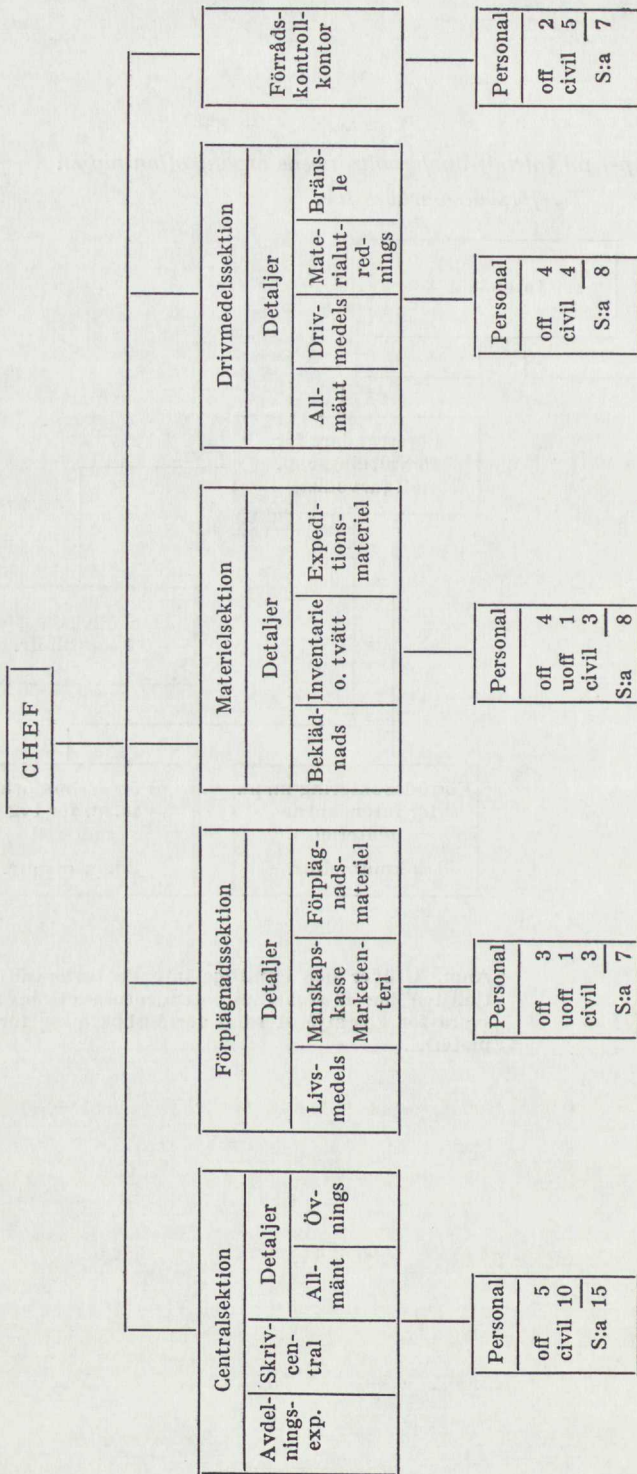 CHEF
Centralsektion
Avdel-
nings-
exp.
Skriv-
cen-
tral
Detaljer
All-
mänt
Öv-
nings
Personal
off 5
civil 10
S:a 15
Förplägnadssektion
Detaljer
Livs-
medels
Manskaps-
kasse
Marketen-
teri
Förpläg-
nads-
materiel
Personal
off 3
uoff 1
civil 3
S:a 7
Materielsektion
Detaljer
Bekläd-
nads
Inventarie
o. tvätt
Expedi-
tions-
materiel
Personal
off 4
uoff 1
civil 3
S:a 8
Drivmedelssektion
Detaljer
All-
mänt
Driv-
medels
Mate-
rialut-
red-
nings
Bräns-
le
Personal
off 4
civil 4
S:a 8
Förråds-
kontroll-
kontor
Personal
off 2
civil 5
S:a 7